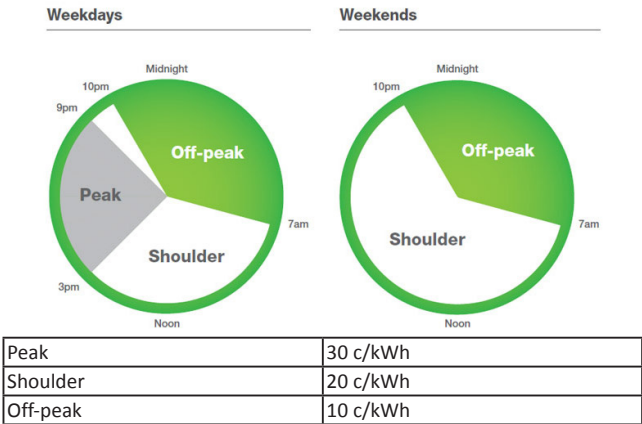 Weekdays
Weekends
Midnight
10pm
9pm
Off-peak
Peak
7am
Shoulder
3pm
Noon
Midnight
10pm
Off-peak
7am
Shoulder
Noon
Peak 30 c/kWh
Shoulder 20 c/kWh
Off-peak 10 c/kWh